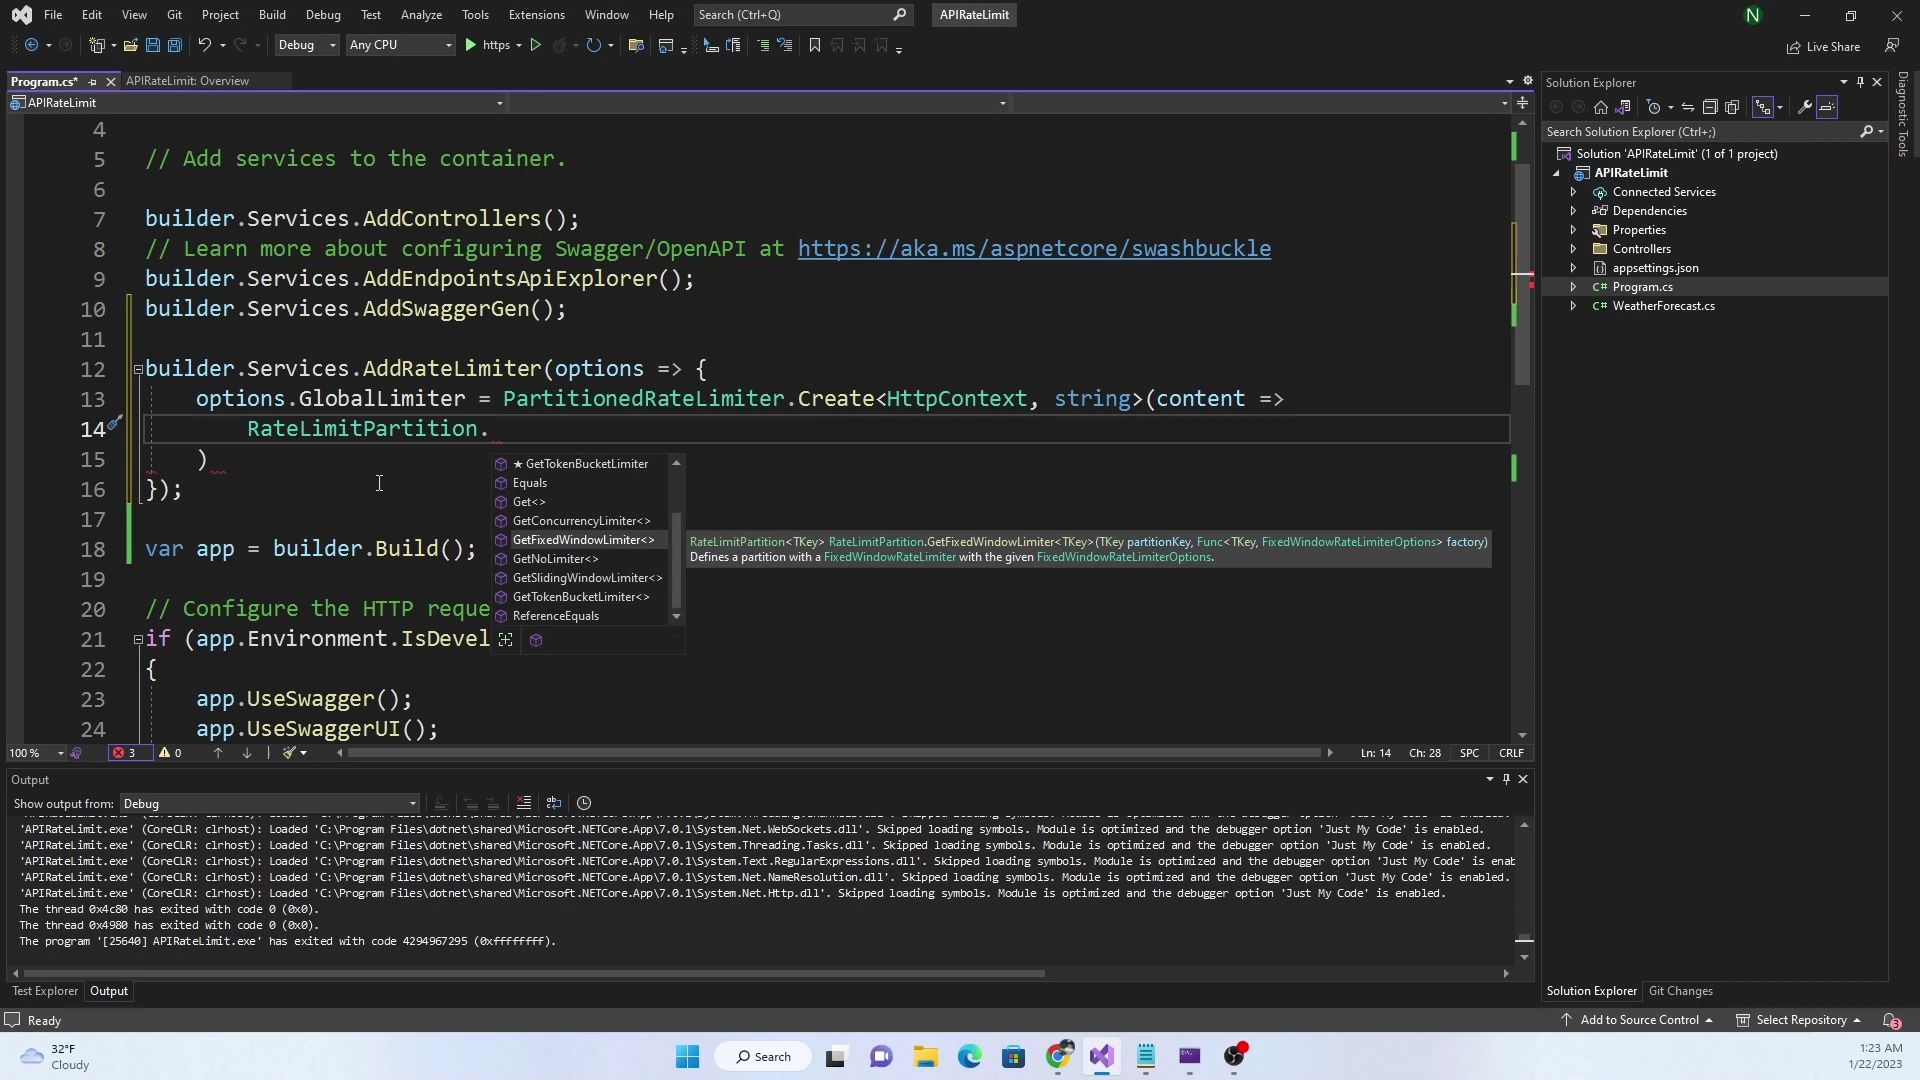 File Edit View Git Project Build Debug Test Analyze Tools Extensions Window Help Search (Ctrl+Q) APIRateLimit N
Debug Any CPU https Live Share
Program.cs* APIRateLimit: Overview
APIRateLimit
4
5 // Add services to the container.
6
7 builder.Services.AddControllers();
8 // Learn more about configuring Swagger/OpenAPI at https://aka.ms/aspnetcore/swashbuckle
9 builder.Services.AddEndpointsApiExplorer();
10 builder.Services.AddSwaggerGen();
11
12 builder.Services.AddRateLimiter(options => {
13 options.GlobalLimiter = PartitionedRateLimiter.Create<HttpContext, string>(content =>
14 RateLimitPartition.
15 )
16 });
17
18 var app = builder.Build();
19
20 // Configure the HTTP reque
21 if (app.Environment.IsDevel
22 {
23 app.UseSwagger();
24 app.UseSwaggerUI();
★ GetTokenBucketLimiter
Equals
Get<>
GetConcurrencyLimiter<>
GetFixedWindowLimiter<>
GetNoLimiter<>
GetSlidingWindowLimiter<>
GetTokenBucketLimiter<>
ReferenceEquals
RateLimitPartition<TKey> RateLimitPartition.GetFixedWindowLimiter<TKey>(TKey partitionKey, Func<TKey, FixedWindowRateLimiterOptions> factory)
Defines a partition with a FixedWindowRateLimiter with the given FixedWindowRateLimiterOptions.
100 % 3 0 Ln: 14 Ch: 28 SPC CRLF
Output
Show output from: Debug
'APIRateLimit.exe' (CoreCLR: clrhost): Loaded 'C:\Program Files\dotnet\shared\Microsoft.NETCore.App\7.0.1\System.Net.WebSockets.dll'. Skipped loading symbols. Module is optimized and the debugger option 'Just My Code' is enabled.
'APIRateLimit.exe' (CoreCLR: clrhost): Loaded 'C:\Program Files\dotnet\shared\Microsoft.NETCore.App\7.0.1\System.Threading.Tasks.dll'. Skipped loading symbols. Module is optimized and the debugger option 'Just My Code' is enabled.
'APIRateLimit.exe' (CoreCLR: clrhost): Loaded 'C:\Program Files\dotnet\shared\Microsoft.NETCore.App\7.0.1\System.Text.RegularExpressions.dll'. Skipped loading symbols. Module is optimized and the debugger option 'Just My Code' is enab
'APIRateLimit.exe' (CoreCLR: clrhost): Loaded 'C:\Program Files\dotnet\shared\Microsoft.NETCore.App\7.0.1\System.Net.NameResolution.dll'. Skipped loading symbols. Module is optimized and the debugger option 'Just My Code' is enabled.
'APIRateLimit.exe' (CoreCLR: clrhost): Loaded 'C:\Program Files\dotnet\shared\Microsoft.NETCore.App\7.0.1\System.Net.Http.dll'. Skipped loading symbols. Module is optimized and the debugger option 'Just My Code' is enabled.
The thread 0x4c80 has exited with code 0 (0x0).
The thread 0x4980 has exited with code 0 (0x0).
The program '[25640] APIRateLimit.exe' has exited with code 4294967295 (0xffffffff).
Test Explorer Output
Solution Explorer
Search Solution Explorer (Ctrl+;)
Solution 'APIRateLimit' (1 of 1 project)
APIRateLimit
Connected Services
Dependencies
Properties
Controllers
appsettings.json
C# Program.cs
C# WeatherForecast.cs
Solution Explorer Git Changes
Diagnostic Tools
Ready Add to Source Control Select Repository 3
32°F
Cloudy
Search
1:23 AM
1/22/2023